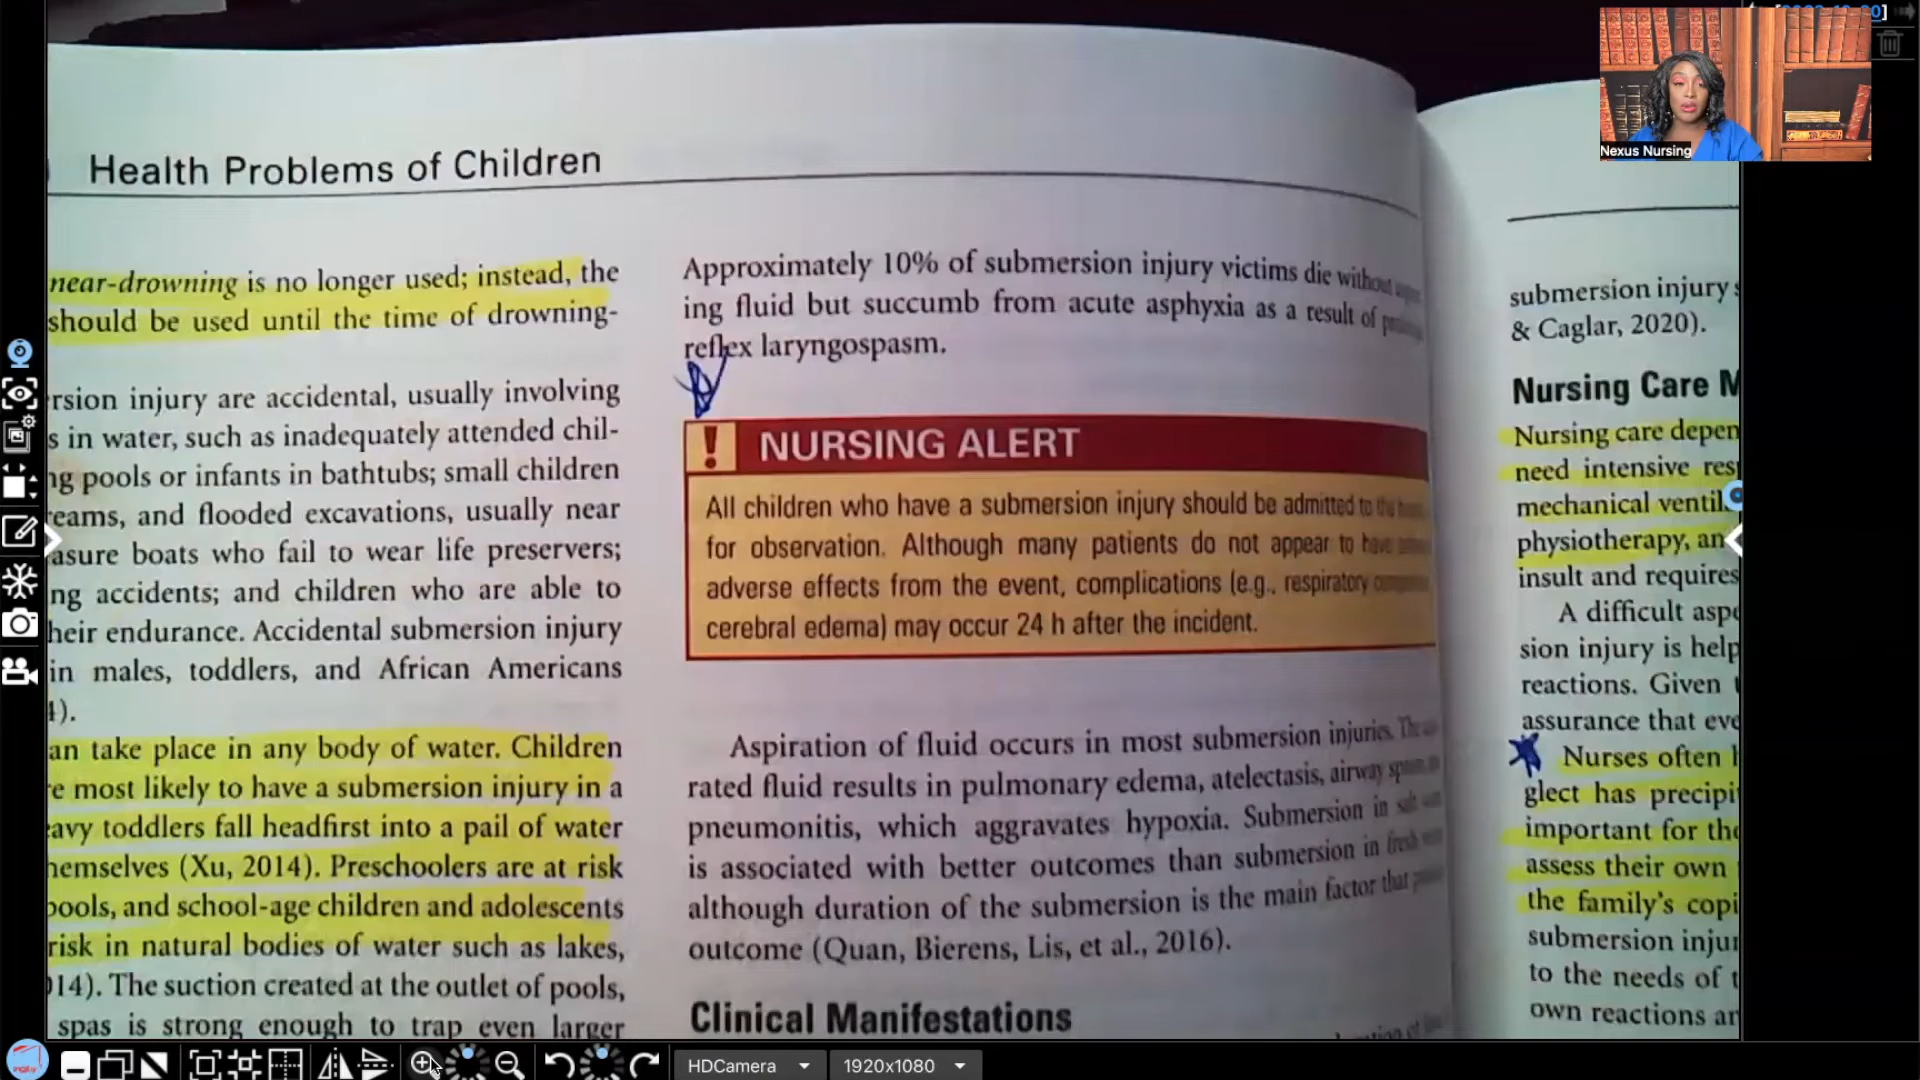 Nexus Nursing
Health Problems of Children
near-drowning is no longer used; instead, the
should be used until the time of drowning-
rsion injury are accidental, usually involving
s in water, such as inadequately attended chil-
ng pools or infants in bathtubs; small children
eams, and flooded excavations, usually near
asure boats who fail to wear life preservers;
ng accidents; and children who are able to
heir endurance. Accidental submersion injury
in males, toddlers, and African Americans
).
an take place in any body of water. Children
e most likely to have a submersion injury in a
eavy toddlers fall headfirst into a pail of water
hemselves (Xu, 2014). Preschoolers are at risk
pools, and school-age children and adolescents
risk in natural bodies of water such as lakes,
14). The suction created at the outlet of pools,
spas is strong enough to trap even larger
Approximately 10% of submersion injury victims die without
ing fluid but succumb from acute asphyxia as a result of
reflex laryngospasm.
! NURSING ALERT
All children who have a submersion injury should be admitted to the
for observation. Although many patients do not appear to have
adverse effects from the event, complications (e.g., respiratory
cerebral edema) may occur 24 h after the incident.
Aspiration of fluid occurs in most submersion injuries. The
rated fluid results in pulmonary edema, atelectasis, airway spasm
pneumonitis, which aggravates hypoxia. Submersion in salt
is associated with better outcomes than submersion in fresh
although duration of the submersion is the main factor that
outcome (Quan, Bierens, Lis, et al., 2016).
Clinical Manifestations
submersion injury
& Caglar, 2020).
Nursing Care M
Nursing care depen
need intensive res
mechanical ventil
physiotherapy, an
insult and requires
A difficult aspe
sion injury is help
reactions. Given
assurance that eve
Nurses often h
glect has precipi
important for the
assess their own
the family's copi
submersion injur
to the needs of t
own reactions an
HDCamera
1920x1080